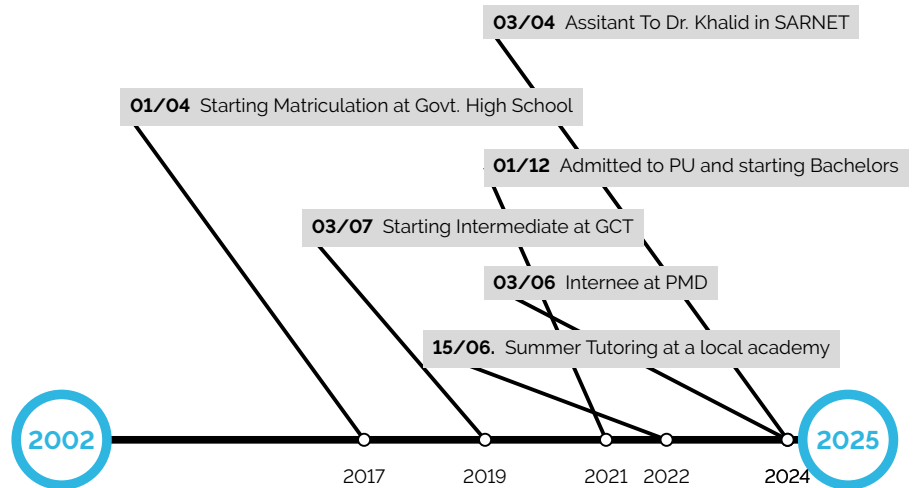 03/04 Assitant To Dr. Khalid in SARNET
01/04 Starting Matriculation at Govt. High School
01/12 Admitted to PU and starting Bachelors
03/07 Starting Intermediate at GCT
03/06 Internee at PMD
15/06. Summer Tutoring at a local academy
2002
2025
2017
2019
2021
2022
2024